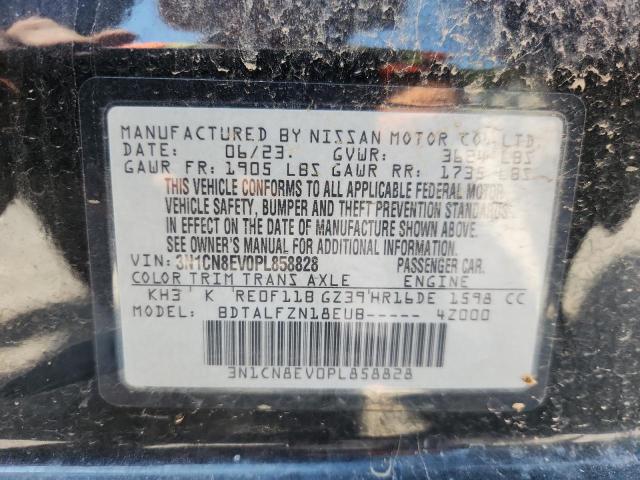 MANUFACTURED BY NISSAN MOTOR CO., LTD.
DATE: 06/23. GVWR: 3624 LBS
GAWR FR: 1905 LBS GAWR RR: 1735 LBS
THIS VEHICLE CONFORMS TO ALL APPLICABLE FEDERAL MOTOR
VEHICLE SAFETY, BUMPER AND THEFT PREVENTION STANDARDS
IN EFFECT ON THE DATE OF MANUFACTURE SHOWN ABOVE.
SEE OWNER'S MANUAL FOR ADDITIONAL INFORMATION.
VIN: 3N1CN8EV0PL858828 PASSENGER CAR.
COLOR TRIM TRANS AXLE ENGINE
KH3 K RE0F11B GZ39 HR16DE 1598 CC
MODEL: BDTALFZN18EUB----- 4Z000
3N1CN8EV0PL858828